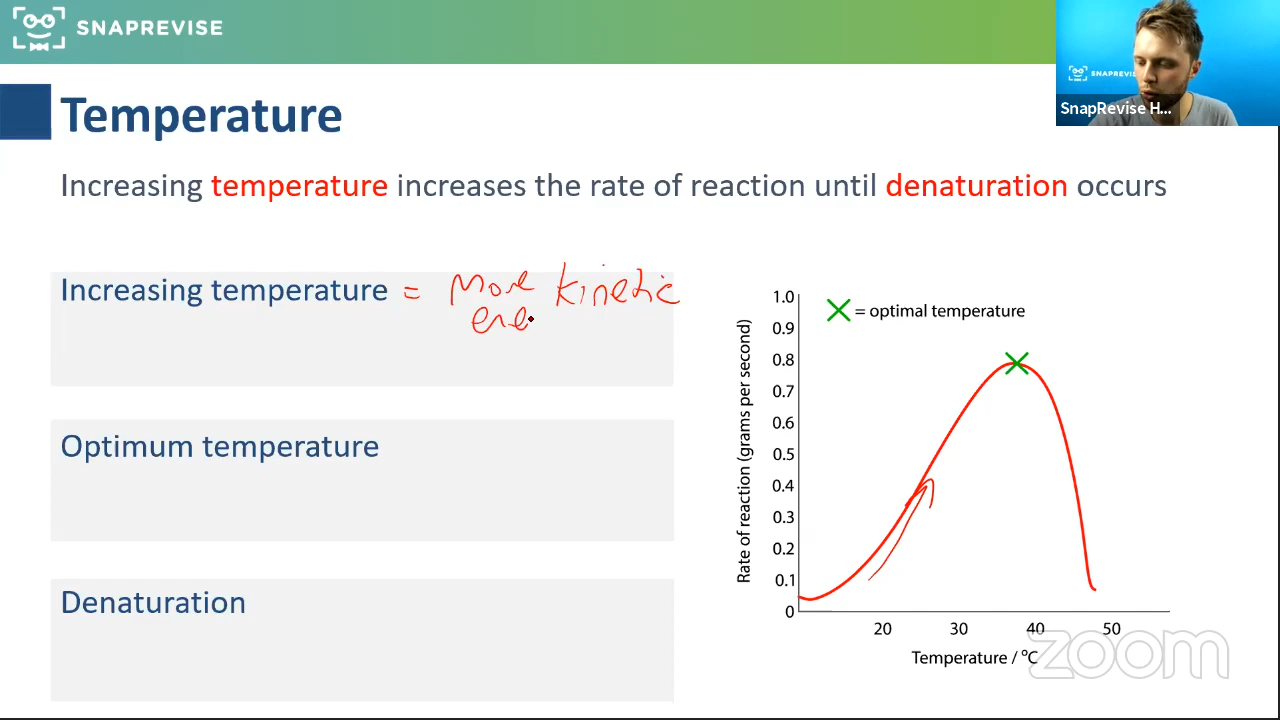 SNAPREVISE
SNAPREVISE
SnapRevise H...
Temperature
Increasing temperature increases the rate of reaction until denaturation occurs
Increasing temperature = More kinetic
ene
Optimum temperature
Denaturation
= optimal temperature
Rate of reaction (grams per second)
1.0
0.9
0.8
0.7
0.6
0.5
0.4
0.3
0.2
0.1
0
20 30 40 50
Temperature / °C
zoom